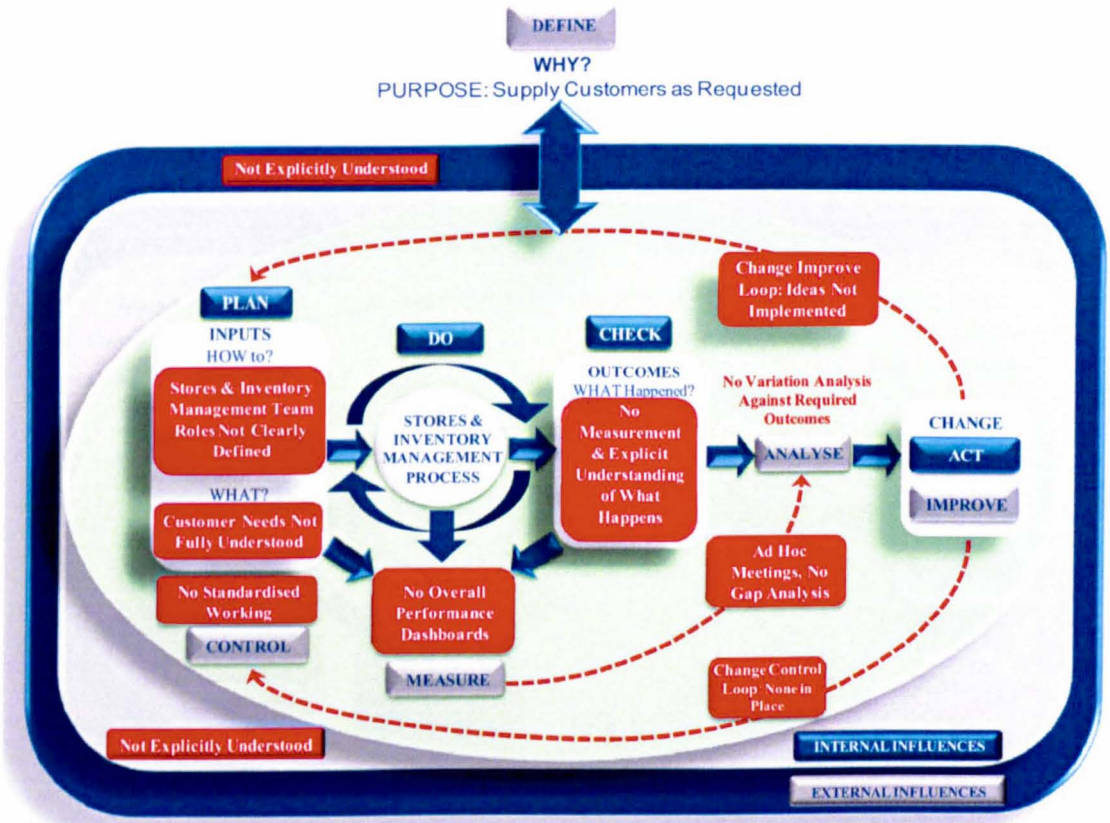 DEFINE
WHY?
PURPOSE: Supply Customers as Requested
Not Explicitly Understood
Change Improve
Loop: Ideas Not
Implemented
PLAN
INPUTS
HOW to?
Stores & Inventory
Management Team
Roles Not Clearly
Defined
WHAT?
Customer Needs Not
Fully Understood
No Standardised
Working
CONTROL
DO
STORES &
INVENTORY
MANAGEMENT
PROCESS
No Overall
Performance
Dashboards
MEASURE
CHECK
OUTCOMES
WHAT Happened?
No
Measurement
& Explicit
Understanding
of What
Happens
No Variation Analysis
Against Required
Outcomes
ANALYSE
Ad Hoc
Meetings, No
Gap Analysis
CHANGE
ACT
IMPROVE
Change Control
Loop: None in
Place
Not Explicitly Understood
INTERNAL INFLUENCES
EXTERNAL INFLUENCES